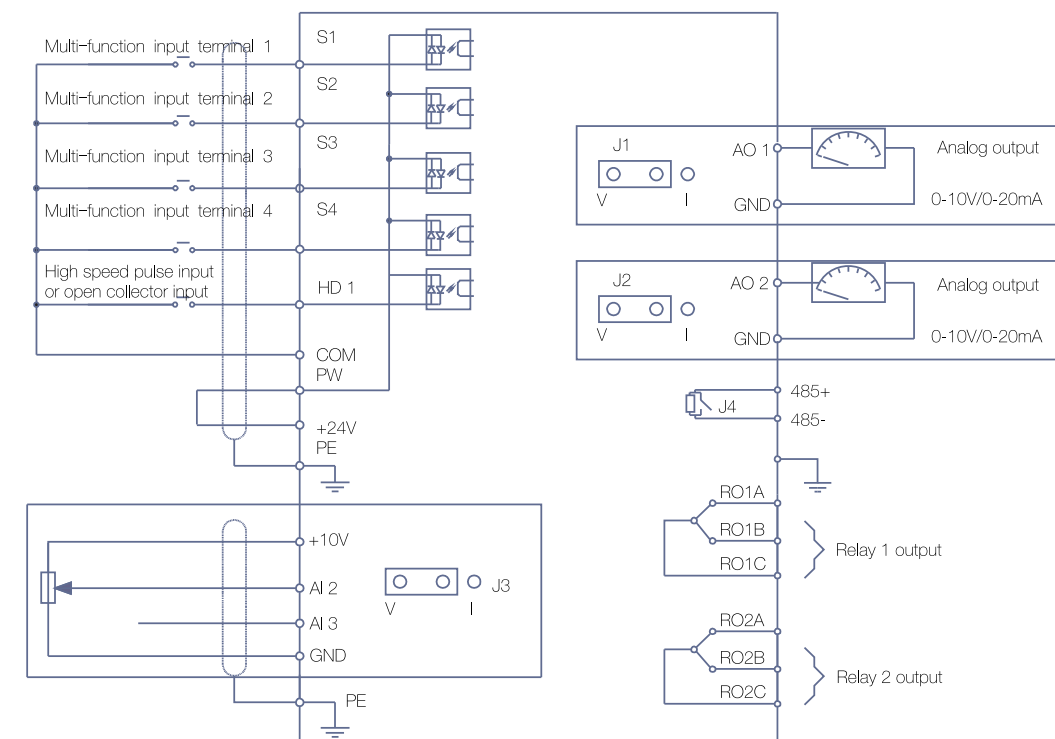 Multi-function input terminal 1
S1
Multi-function input terminal 2
S2
Multi-function input terminal 3
S3
Multi-function input terminal 4
S4
High speed pulse input
or open collector input
HD 1
COM
PW
+24V
PE
+10V
AI 2
AI 3
GND
J3
V
I
PE
J1
V
I
AO 1
GND
Analog output
0-10V/0-20mA
J2
V
I
AO 2
GND
Analog output
0-10V/0-20mA
J4
485+
485-
RO1A
RO1B
RO1C
Relay 1 output
RO2A
RO2B
RO2C
Relay 2 output